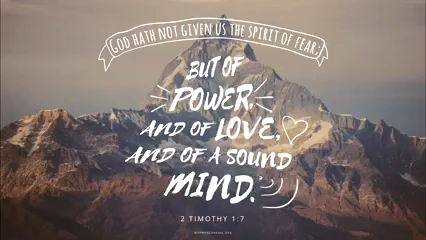 GOD HATH NOT GIVEN US THE SPIRIT OF FEAR;
BUT OF
POWER,
AND OF LOVE,
AND OF A SOUND
MIND.
2 TIMOTHY 1:7